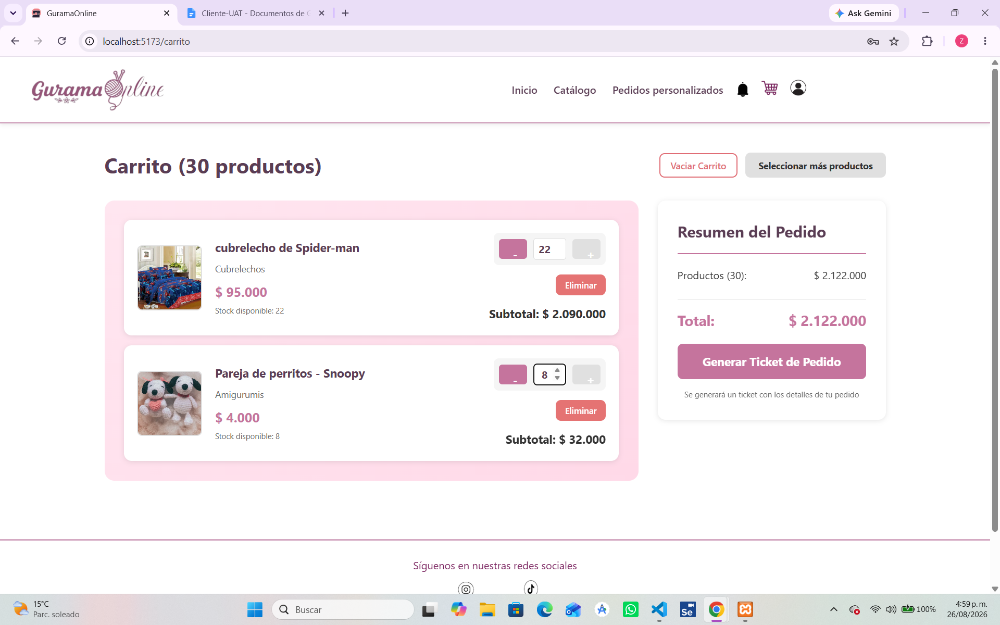 GuramaOnline
Cliente-UAT - Documentos de
Ask Gemini
localhost:5173/carrito
Z
GuramaOnline
Inicio
Catálogo
Pedidos personalizados
Carrito (30 productos)
Vaciar Carrito
Seleccionar más productos
cubrelecho de Spider-man
Cubrelechos
$ 95.000
Stock disponible: 22
-
22
+
Eliminar
Subtotal: $ 2.090.000
Pareja de perritos - Snoopy
Amigurumis
$ 4.000
Stock disponible: 8
-
8
+
Eliminar
Subtotal: $ 32.000
Resumen del Pedido
Productos (30): $ 2.122.000
Total: $ 2.122.000
Generar Ticket de Pedido
Se generará un ticket con los detalles de tu pedido
Síguenos en nuestras redes sociales
15°C
Parc. soleado
Buscar
Se
100%
4:59 p. m.
26/08/2026